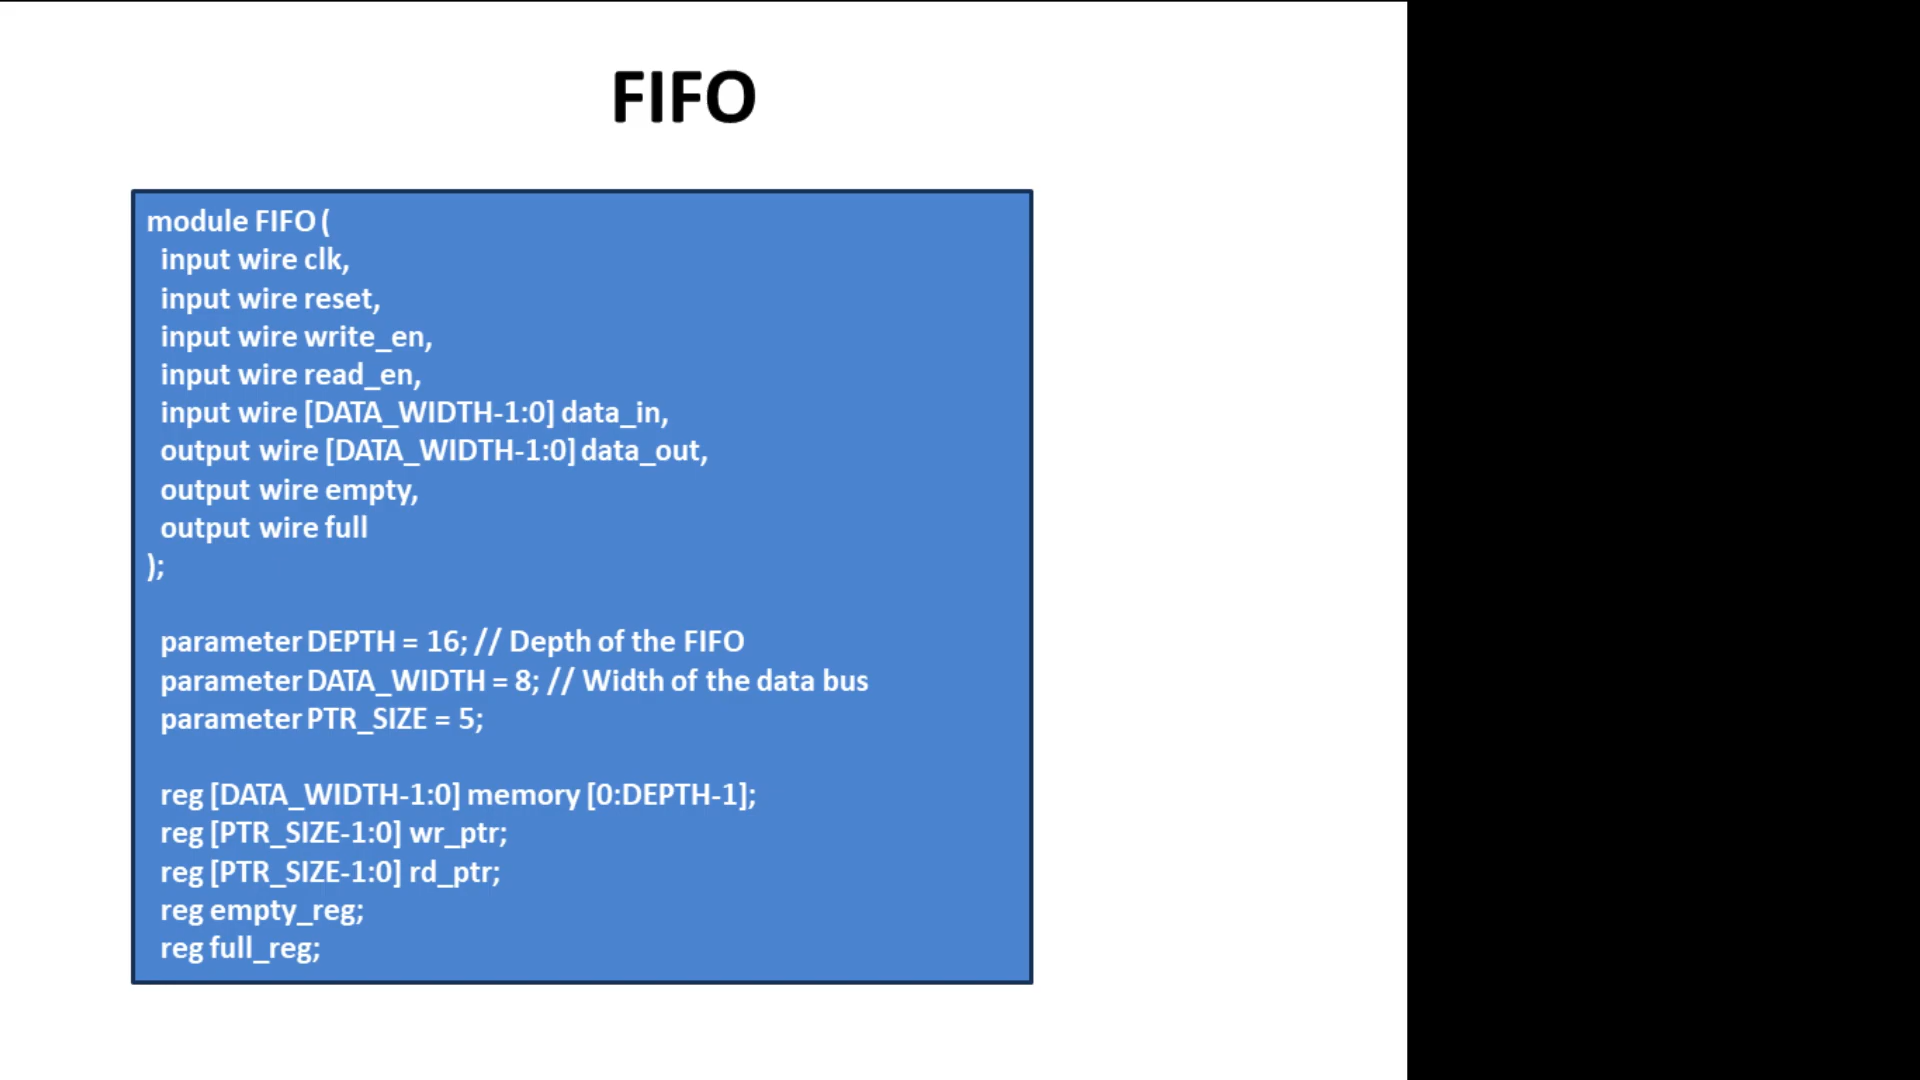 FIFO
module FIFO (
input wire clk,
input wire reset,
input wire write_en,
input wire read_en,
input wire [DATA_WIDTH-1:0] data_in,
output wire [DATA_WIDTH-1:0] data_out,
output wire empty,
output wire full
);
parameter DEPTH = 16; // Depth of the FIFO
parameter DATA_WIDTH = 8; // Width of the data bus
parameter PTR_SIZE = 5;
reg [DATA_WIDTH-1:0] memory [0:DEPTH-1];
reg [PTR_SIZE-1:0] wr_ptr;
reg [PTR_SIZE-1:0] rd_ptr;
reg empty_reg;
reg full_reg;